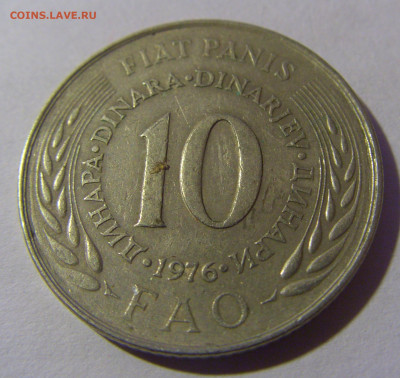 COINS.LAVE.RU
FIAT PANIS
ДИНАРА·DINARA·DINARJEV·ДИНАРИ
10
·1976·
FAO